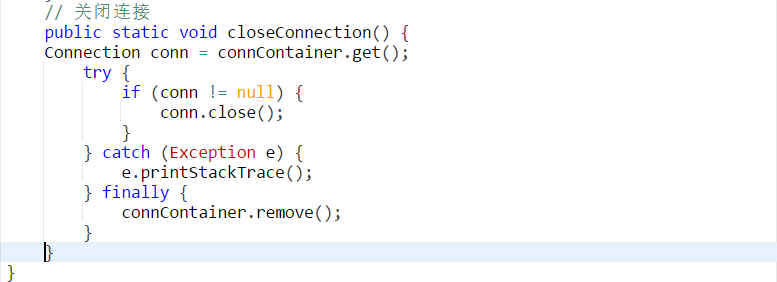 // 关闭连接
public static void closeConnection() {
Connection conn = connContainer.get();
try {
if (conn != null) {
conn.close();
}
} catch (Exception e) {
e.printStackTrace();
} finally {
connContainer.remove();
}
}
}